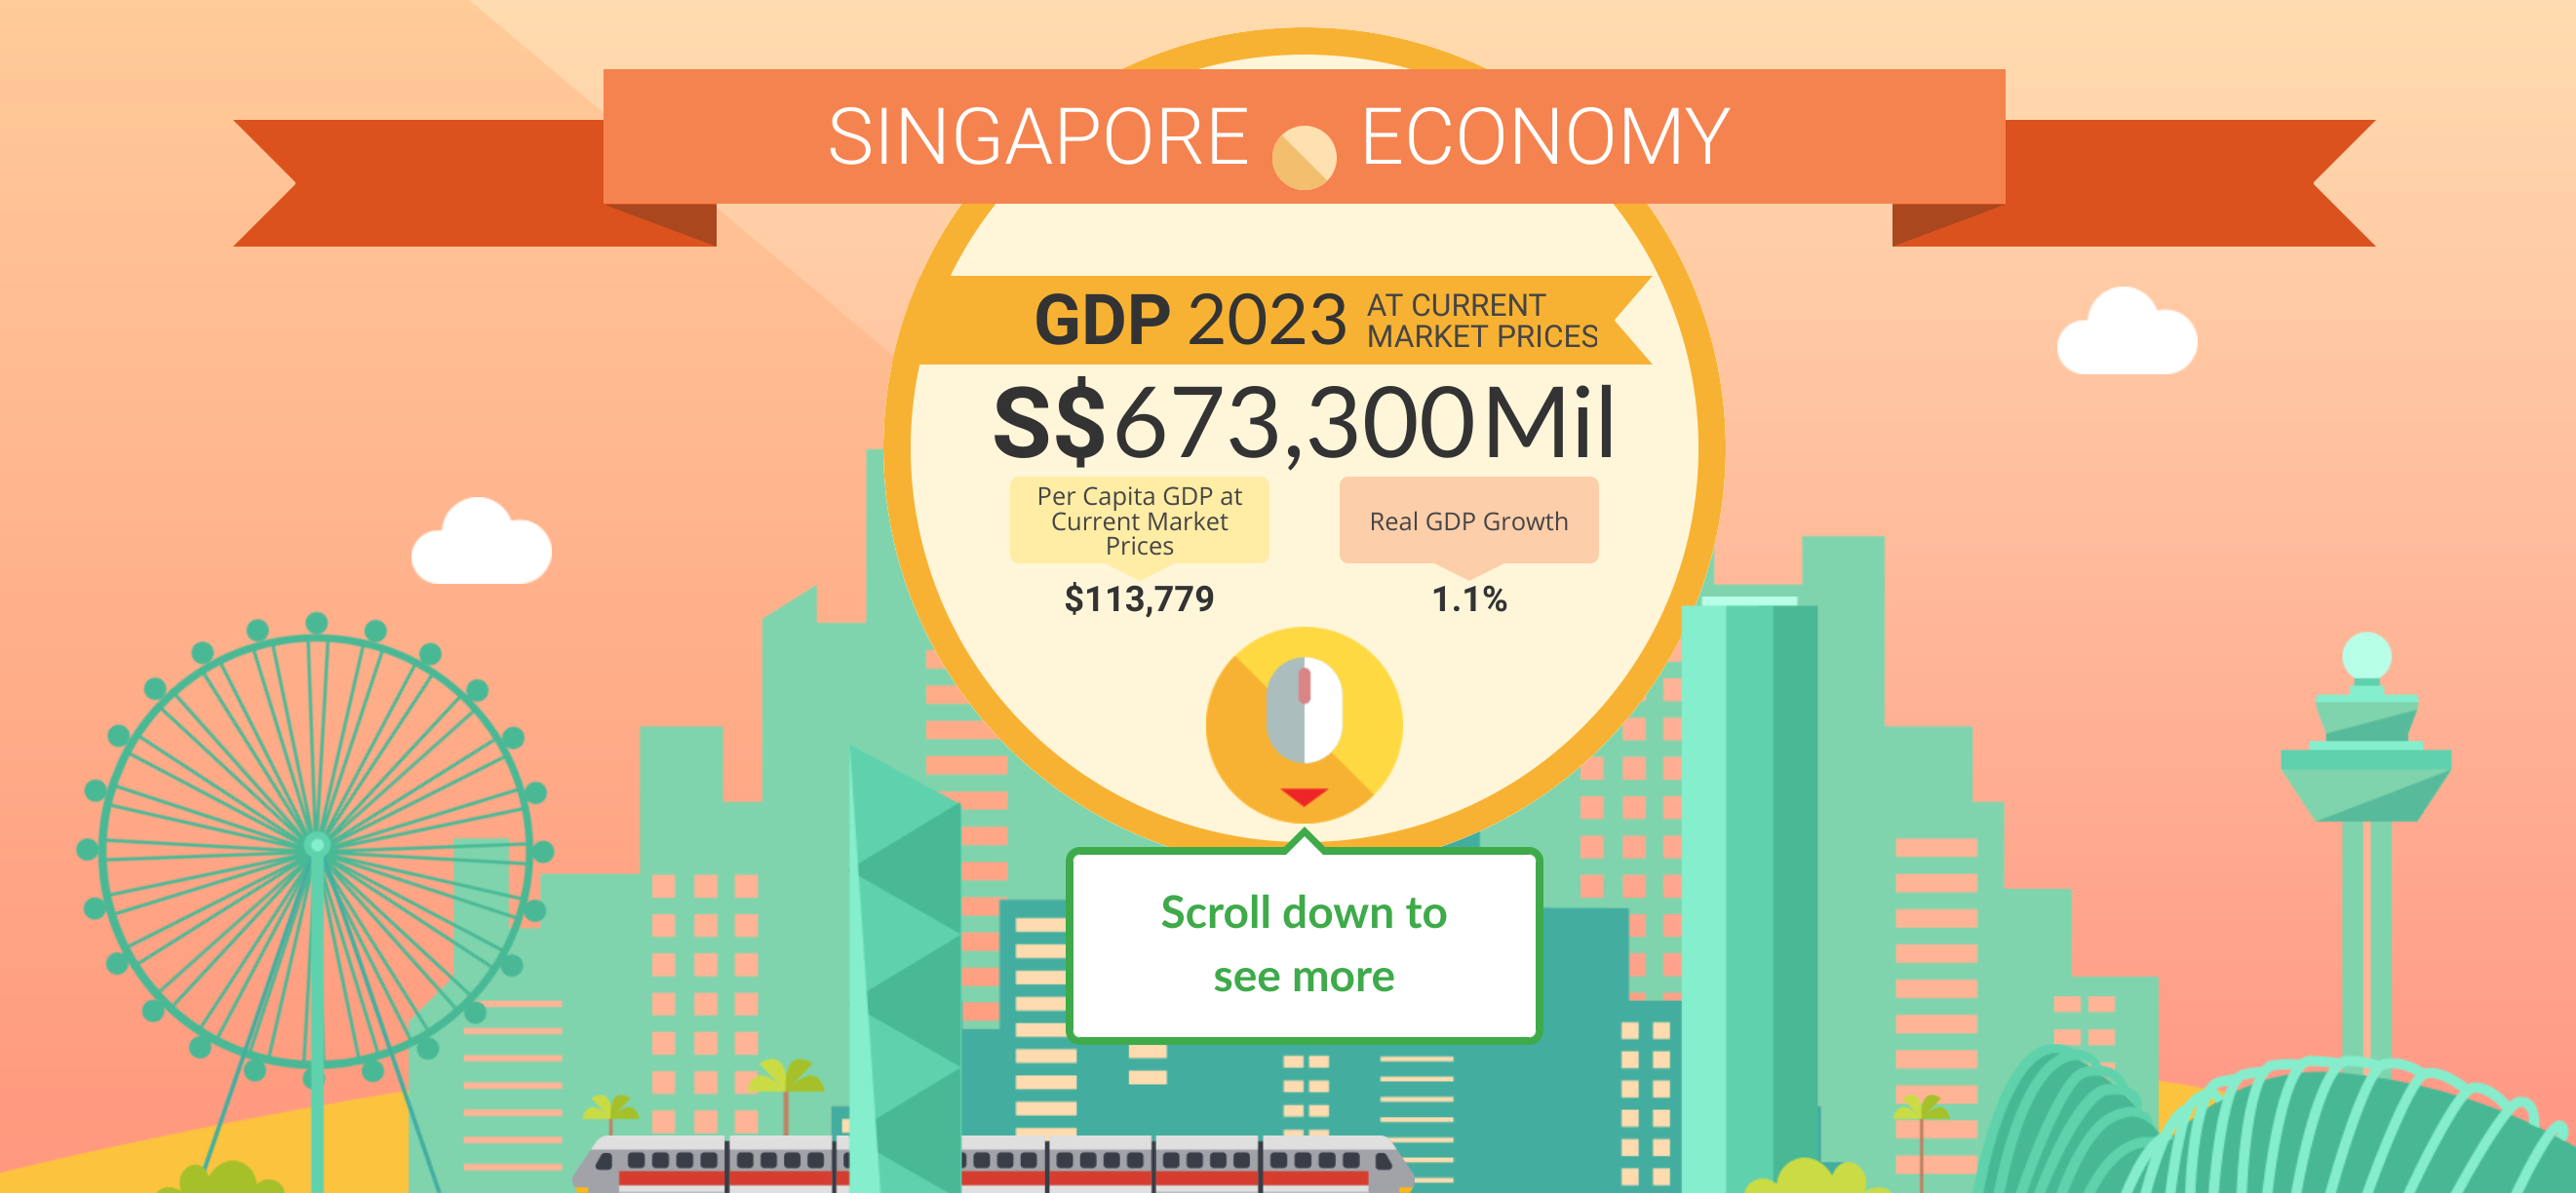 SINGAPORE ECONOMY
GDP 2023 AT CURRENT
MARKET PRICES
S$673,300Mil
Per Capita GDP at
Current Market
Prices
$113,779
Real GDP Growth
1.1%
Scroll down to
see more